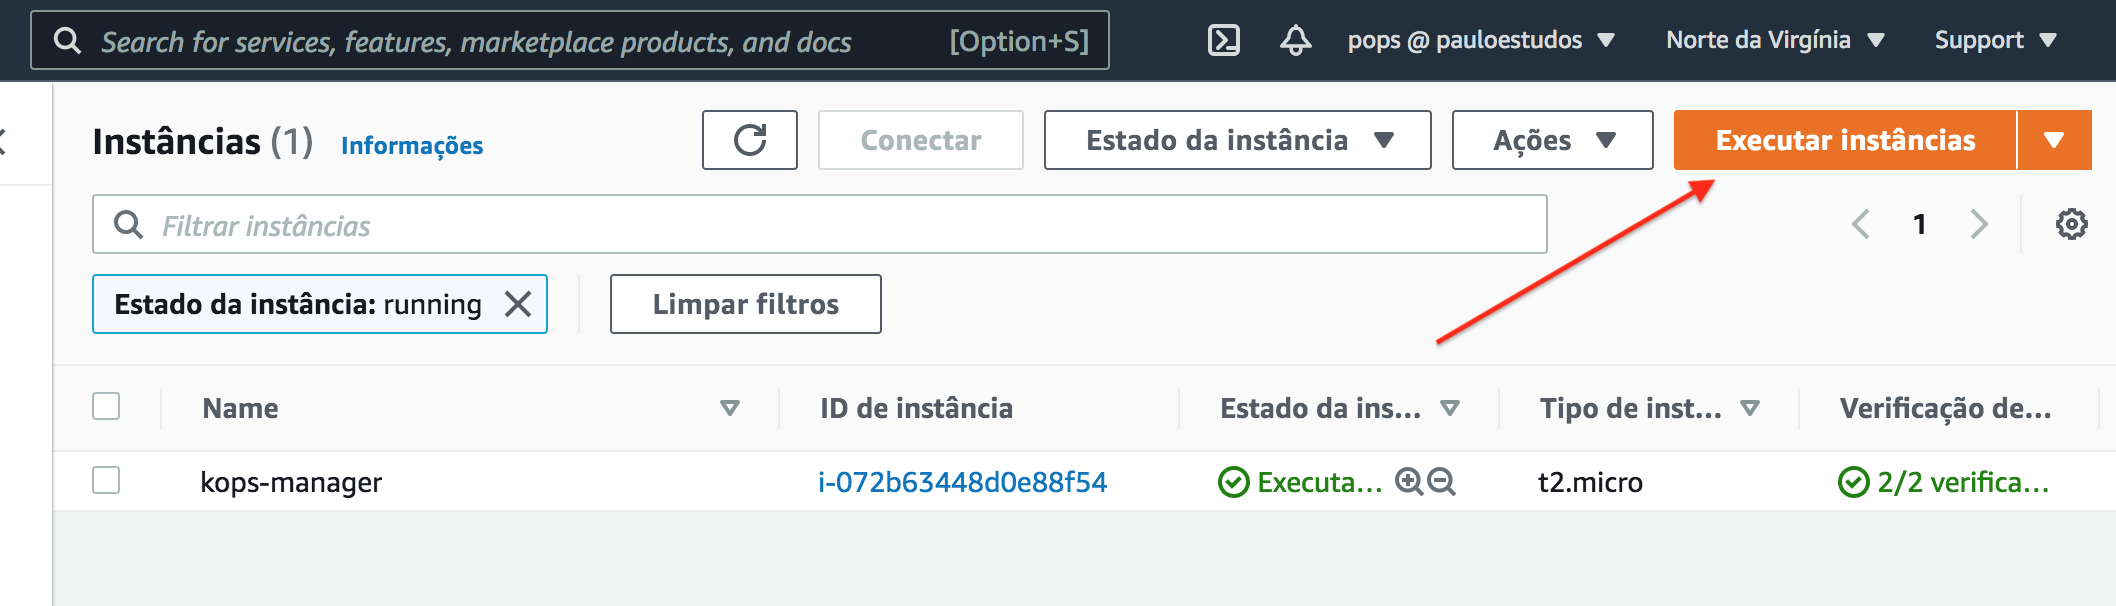 Search for services, features, marketplace products, and docs [Option+S] pops @ pauloestudos Norte da Virgínia Support
Instâncias (1) Informações Conectar Estado da instância Ações Executar instâncias
Filtrar instâncias 1
Estado da instância: running Limpar filtros
Name ID de instância Estado da ins... Tipo de inst... Verificação de...
kops-manager i-072b63448d0e88f54 Executa... t2.micro 2/2 verifica...